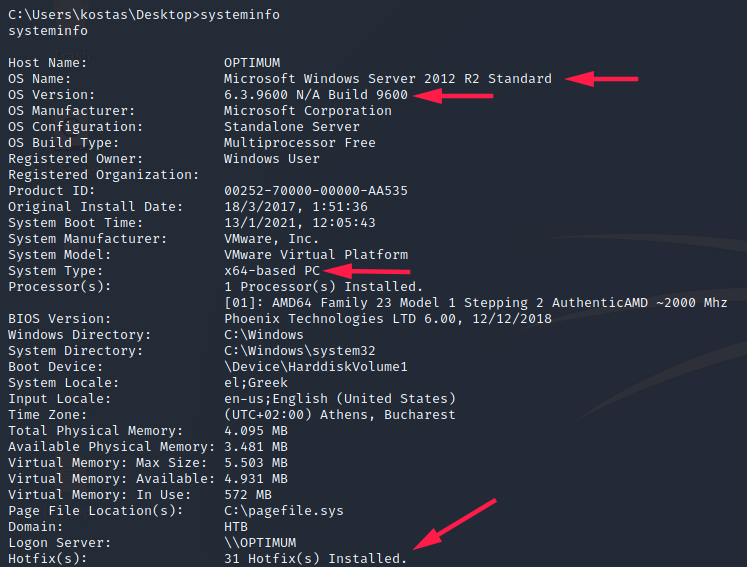 C:\Users\kostas\Desktop>systeminfo
systeminfo
Host Name:                 OPTIMUM
OS Name:                   Microsoft Windows Server 2012 R2 Standard
OS Version:                6.3.9600 N/A Build 9600
OS Manufacturer:           Microsoft Corporation
OS Configuration:          Standalone Server
OS Build Type:             Multiprocessor Free
Registered Owner:          Windows User
Registered Organization:
Product ID:                00252-70000-00000-AA535
Original Install Date:     18/3/2017, 1:51:36
System Boot Time:          13/1/2021, 12:05:43
System Manufacturer:       VMware, Inc.
System Model:              VMware Virtual Platform
System Type:               x64-based PC
Processor(s):              1 Processor(s) Installed.
                           [01]: AMD64 Family 23 Model 1 Stepping 2 AuthenticAMD ~2000 Mhz
BIOS Version:              Phoenix Technologies LTD 6.00, 12/12/2018
Windows Directory:         C:\Windows
System Directory:          C:\Windows\system32
Boot Device:               \Device\HarddiskVolume1
System Locale:             el;Greek
Input Locale:              en-us;English (United States)
Time Zone:                 (UTC+02:00) Athens, Bucharest
Total Physical Memory:     4.095 MB
Available Physical Memory: 3.481 MB
Virtual Memory: Max Size:  5.503 MB
Virtual Memory: Available: 4.931 MB
Virtual Memory: In Use:    572 MB
Page File Location(s):     C:\pagefile.sys
Domain:                    HTB
Logon Server:              \\OPTIMUM
Hotfix(s):                 31 Hotfix(s) Installed.